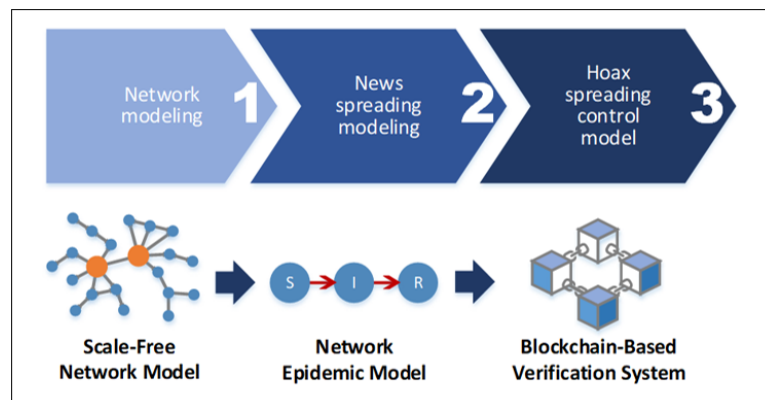 Network
modeling
1
News
spreading
modeling
2
Hoax
spreading
control
model
3
S
I
R
Scale-Free
Network Model
Network
Epidemic Model
Blockchain-Based
Verification System